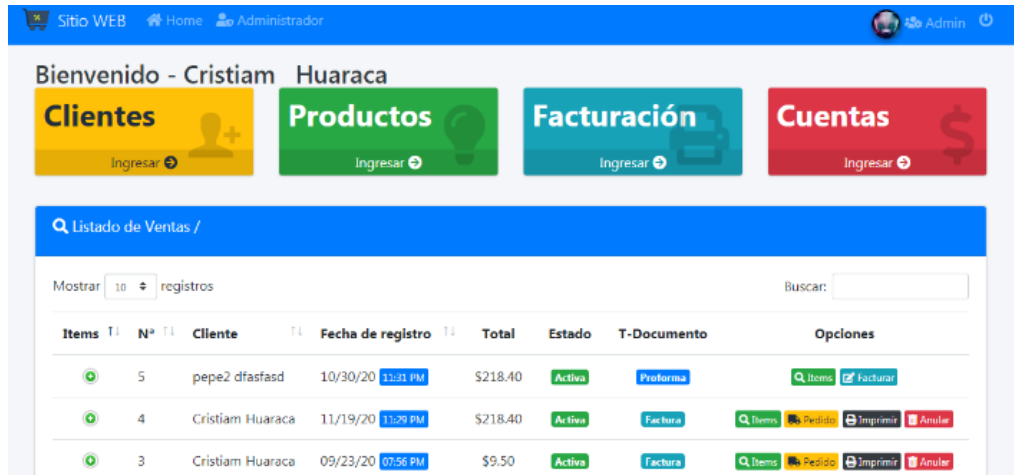 Sitio WEB Home Administrador Admin
Bienvenido - Cristiam Huaraca
Clientes Productos Facturación Cuentas
Ingresar Ingresar Ingresar Ingresar
Listado de Ventas /
Mostrar 10 registros Buscar:
Items Nª Cliente Fecha de registro Total Estado T-Documento Opciones
5 pepe2 dfasfasd 10/30/20 11:31 PM $218.40 Activa Proforma Items Facturar
4 Cristiam Huaraca 11/19/20 11:29 PM $218.40 Activa Factura Items Pedido Imprimir Anular
3 Cristiam Huaraca 09/23/20 07:56 PM $9.50 Activa Factura Items Pedido Imprimir Anular